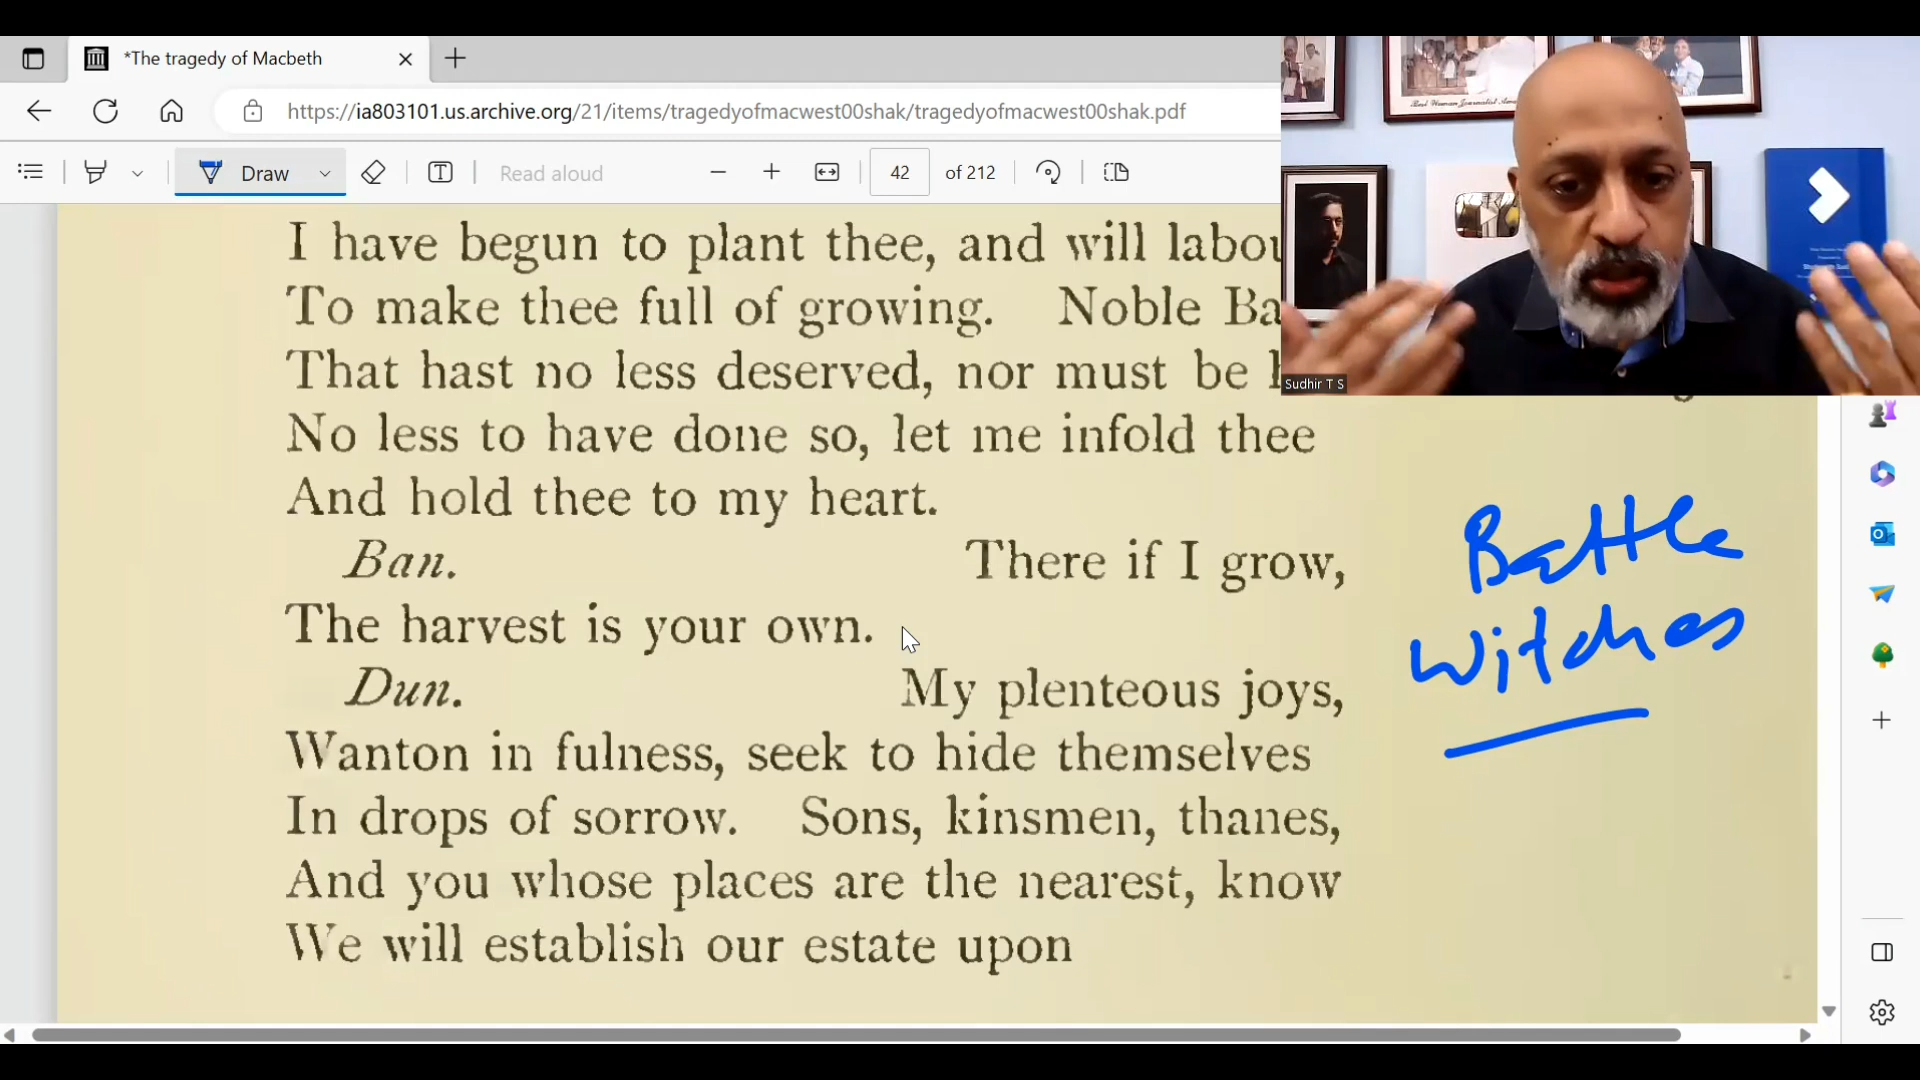 *The tragedy of Macbeth
https://ia803101.us.archive.org/21/items/tragedyofmacwest00shak/tragedyofmacwest00shak.pdf
Draw
Read aloud
42 of 212
I have begun to plant thee, and will labou
To make thee full of growing. Noble Ba
That hast no less deserved, nor must be
No less to have done so, let me infold thee
And hold thee to my heart.
Ban. There if I grow,
The harvest is your own.
Dun. My plenteous joys,
Wanton in fulness, seek to hide themselves
In drops of sorrow. Sons, kinsmen, thanes,
And you whose places are the nearest, know
We will establish our estate upon
Battle
Witches
Sudhir T S